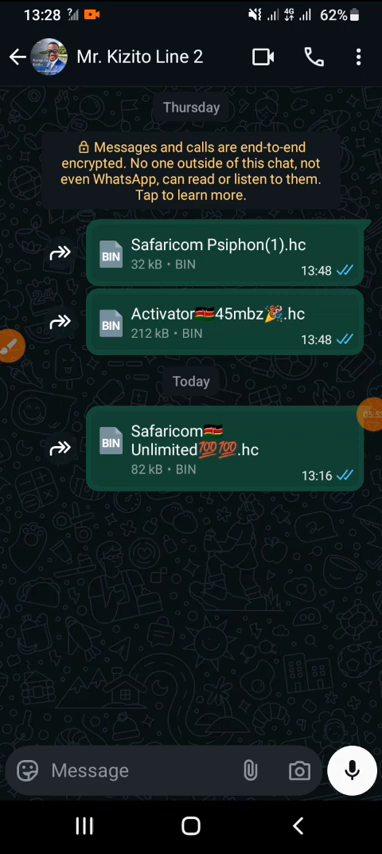 13:28 62%
Mr. Kizito Line 2
Thursday
Messages and calls are end-to-end
encrypted. No one outside of this chat, not
even WhatsApp, can read or listen to them.
Tap to learn more.
BIN Safaricom Psiphon(1).hc
32 kB • BIN
13:48
BIN Activator🇰🇪45mbz🎉.hc
212 kB • BIN
13:48
Today
BIN Safaricom🇰🇪
Unlimited💯💯.hc
82 kB • BIN
13:16
Message